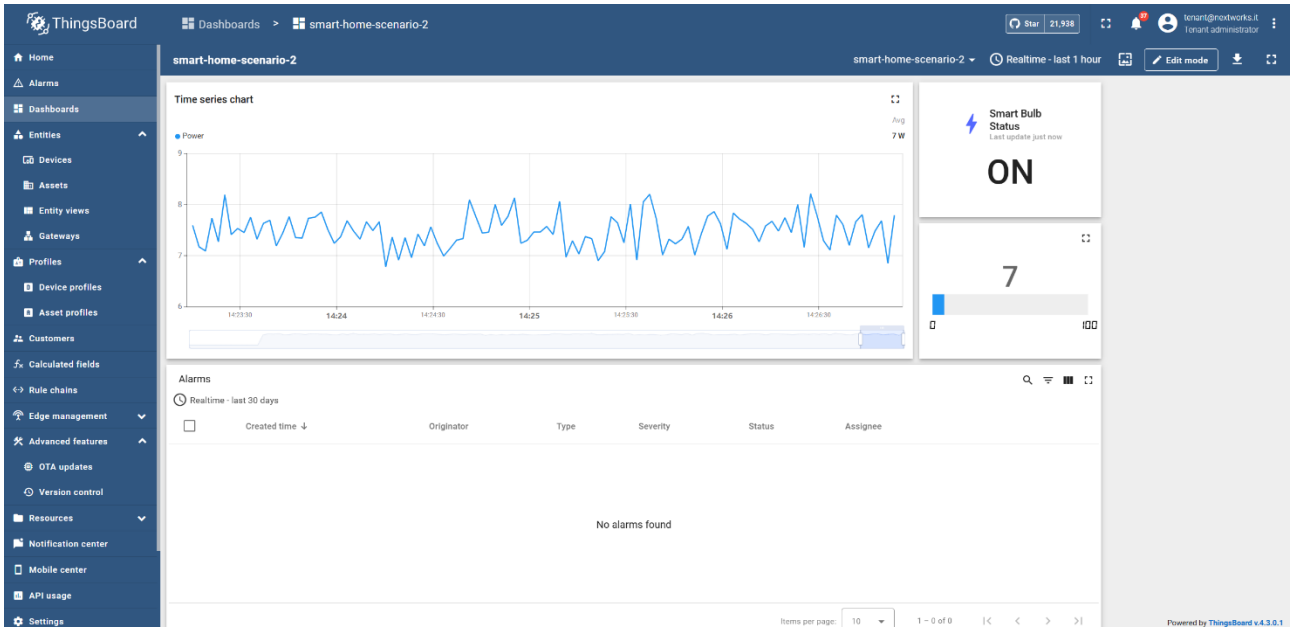 ThingsBoard
Dashboards > smart-home-scenario-2
Star 21,938
37
tenant@nextworks.it
Tenant administrator
Home
Alarms
Dashboards
Entities
Devices
Assets
Entity views
Gateways
Profiles
Device profiles
Asset profiles
Customers
Calculated fields
Rule chains
Edge management
Advanced features
OTA updates
Version control
Resources
Notification center
Mobile center
API usage
Settings
smart-home-scenario-2
smart-home-scenario-2
Realtime - last 1 hour
Edit mode
Time series chart
Avg
Power
7 W
9
8
7
6
14:23:30
14:24
14:24:30
14:25
14:25:30
14:26
14:26:30
Smart Bulb
Status
Last update just now
ON
7
0
100
Alarms
Realtime - last 30 days
Created time
Originator
Type
Severity
Status
Assignee
No alarms found
Items per page: 10
1 – 0 of 0
Powered by ThingsBoard v.4.3.0.1